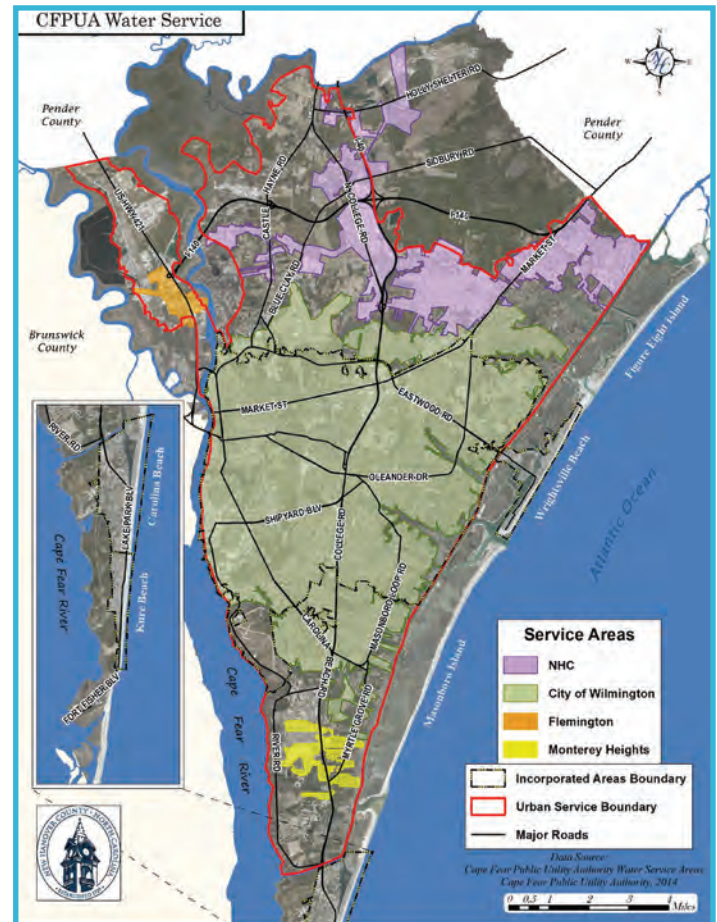 CFPUA Water Service
N
W
E
S
Pender
County
HOLLY SHELTER RD
Pender
County
SIDBURY RD
I-40
US HWY 421
CASTLE HAYNE RD
N COLLEGE RD
I-140
I-140
MARKET ST
BLUE CLAY RD
Brunswick
County
Figure Eight Island
MARKET ST
EASTWOOD RD
Wrightsville Beach
OLEANDER DR
Atlantic Ocean
SHIPYARD BLV
COLLEGE RD
MASONBORO LOOP RD
CAROLINA BEACH RD
Masonboro Island
Cape Fear River
RIVER RD
MYRTLE GROVE RD
RIVER RD
LAKE PARK BLV
Carolina Beach
Cape Fear River
Kure Beach
FORT FISHER BLV
Service Areas
NHC
City of Wilmington
Flemington
Monterey Heights
Incorporated Areas Boundary
Urban Service Boundary
Major Roads
Data Source:
Cape Fear Public Utility Authority Water Service Areas
Cape Fear Public Utility Authority, 2014
0 0.5 1 2 3 4
Miles
NEW HANOVER COUNTY · NORTH CAROLINA